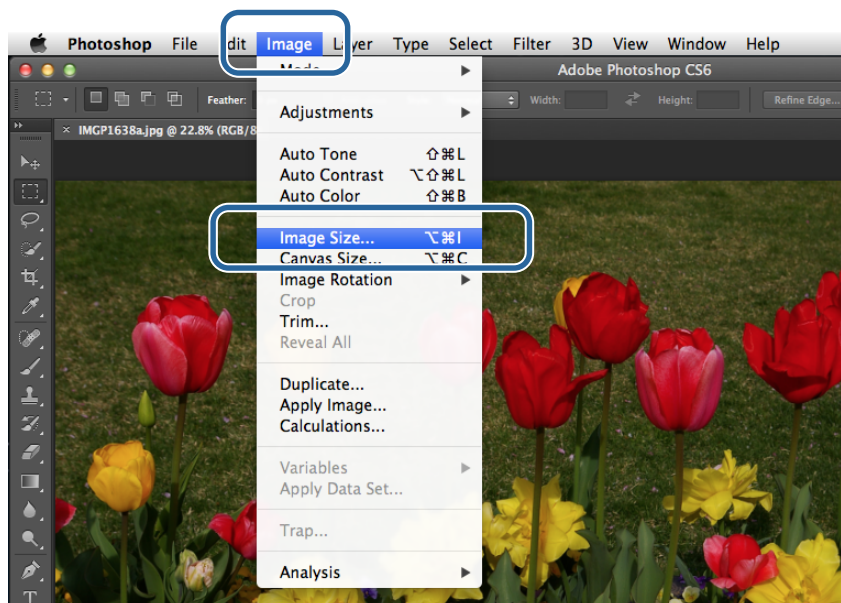 Photoshop File Edit Image Layer Type Select Filter 3D View Window Help
Mode
Adobe Photoshop CS6
Feather:
Width:
Height:
Refine Edge...
Adjustments
× IMGP1638a.jpg @ 22.8% (RGB/8
Auto Tone ⇧⌘L
Auto Contrast ⌥⇧⌘L
Auto Color ⇧⌘B
Image Size... ⌥⌘I
Canvas Size... ⌥⌘C
Image Rotation
Crop
Trim...
Reveal All
Duplicate...
Apply Image...
Calculations...
Variables
Apply Data Set...
Trap...
Analysis
T